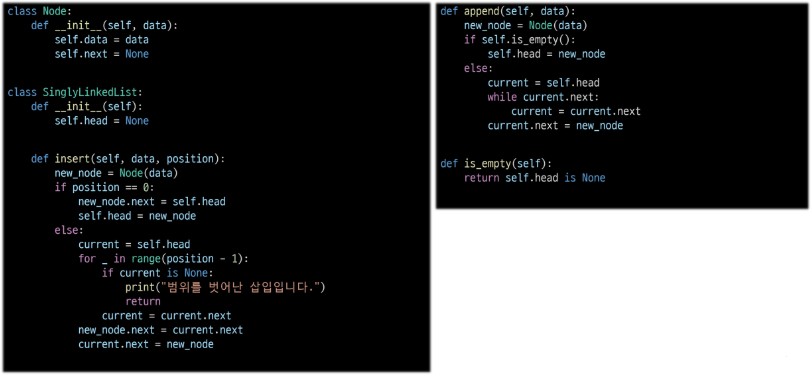 class Node:
    def __init__(self, data):
        self.data = data
        self.next = None
class SinglyLinkedList:
    def __init__(self):
        self.head = None
    def insert(self, data, position):
        new_node = Node(data)
        if position == 0:
            new_node.next = self.head
            self.head = new_node
        else:
            current = self.head
            for _ in range(position - 1):
                if current is None:
                    print("범위를 벗어난 삽입입니다.")
                    return
                current = current.next
            new_node.next = current.next
            current.next = new_node
def append(self, data):
    new_node = Node(data)
    if self.is_empty():
        self.head = new_node
    else:
        current = self.head
        while current.next:
            current = current.next
        current.next = new_node
def is_empty(self):
    return self.head is None